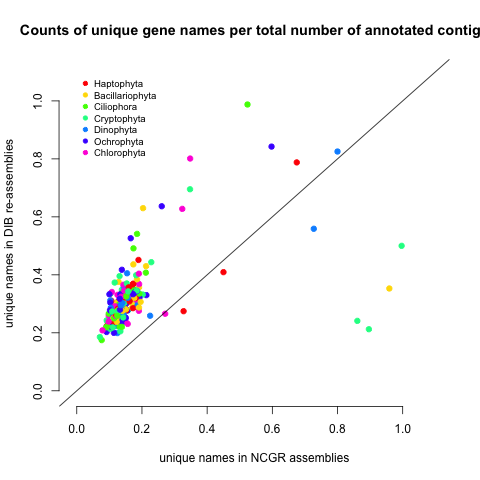 Counts of unique gene names per total number of annotated contig
Haptophyta
Bacillariophyta
Ciliophora
Cryptophyta
Dinophyta
Ochrophyta
Chlorophyta
unique names in DIB re-assemblies
1.0
0.8
0.6
0.4
0.2
0.0
0.0 0.2 0.4 0.6 0.8 1.0
unique names in NCGR assemblies